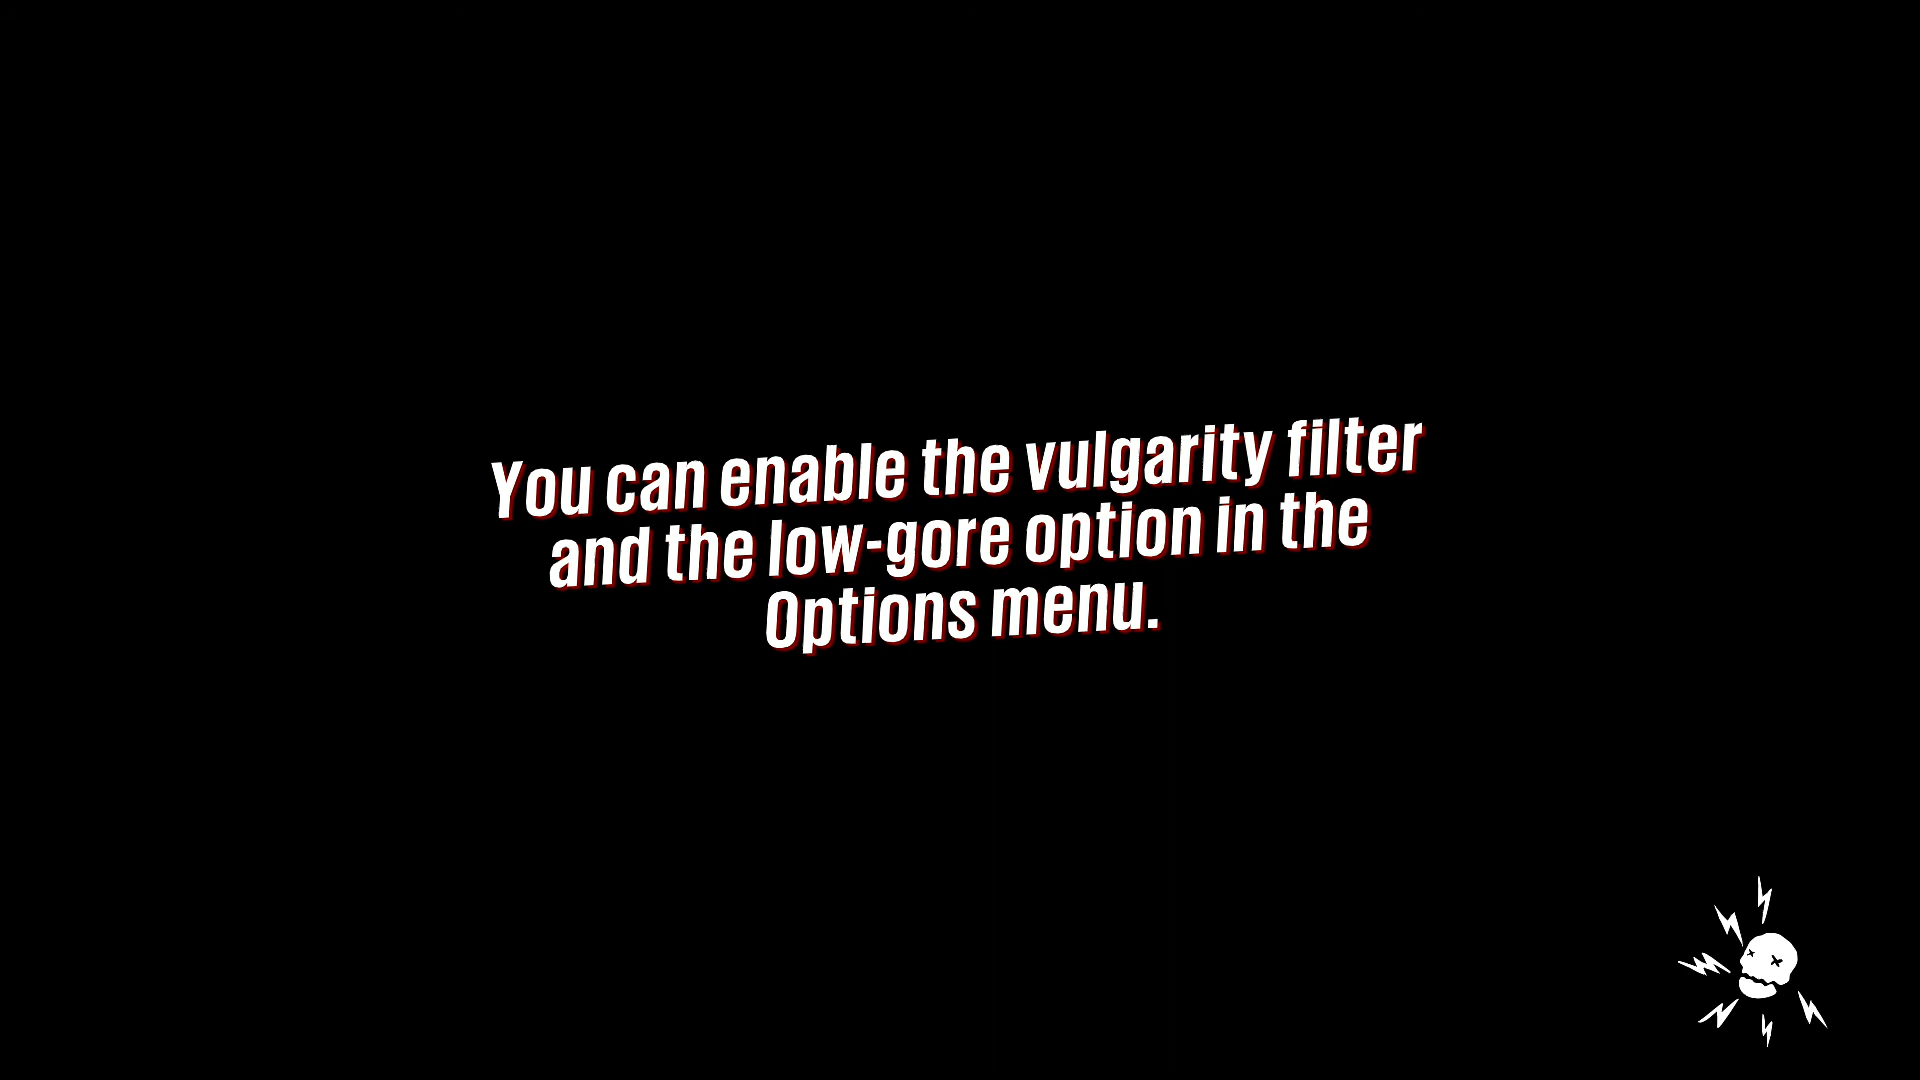 You can enable the vulgarity filter
and the low-gore option in the
Options menu.